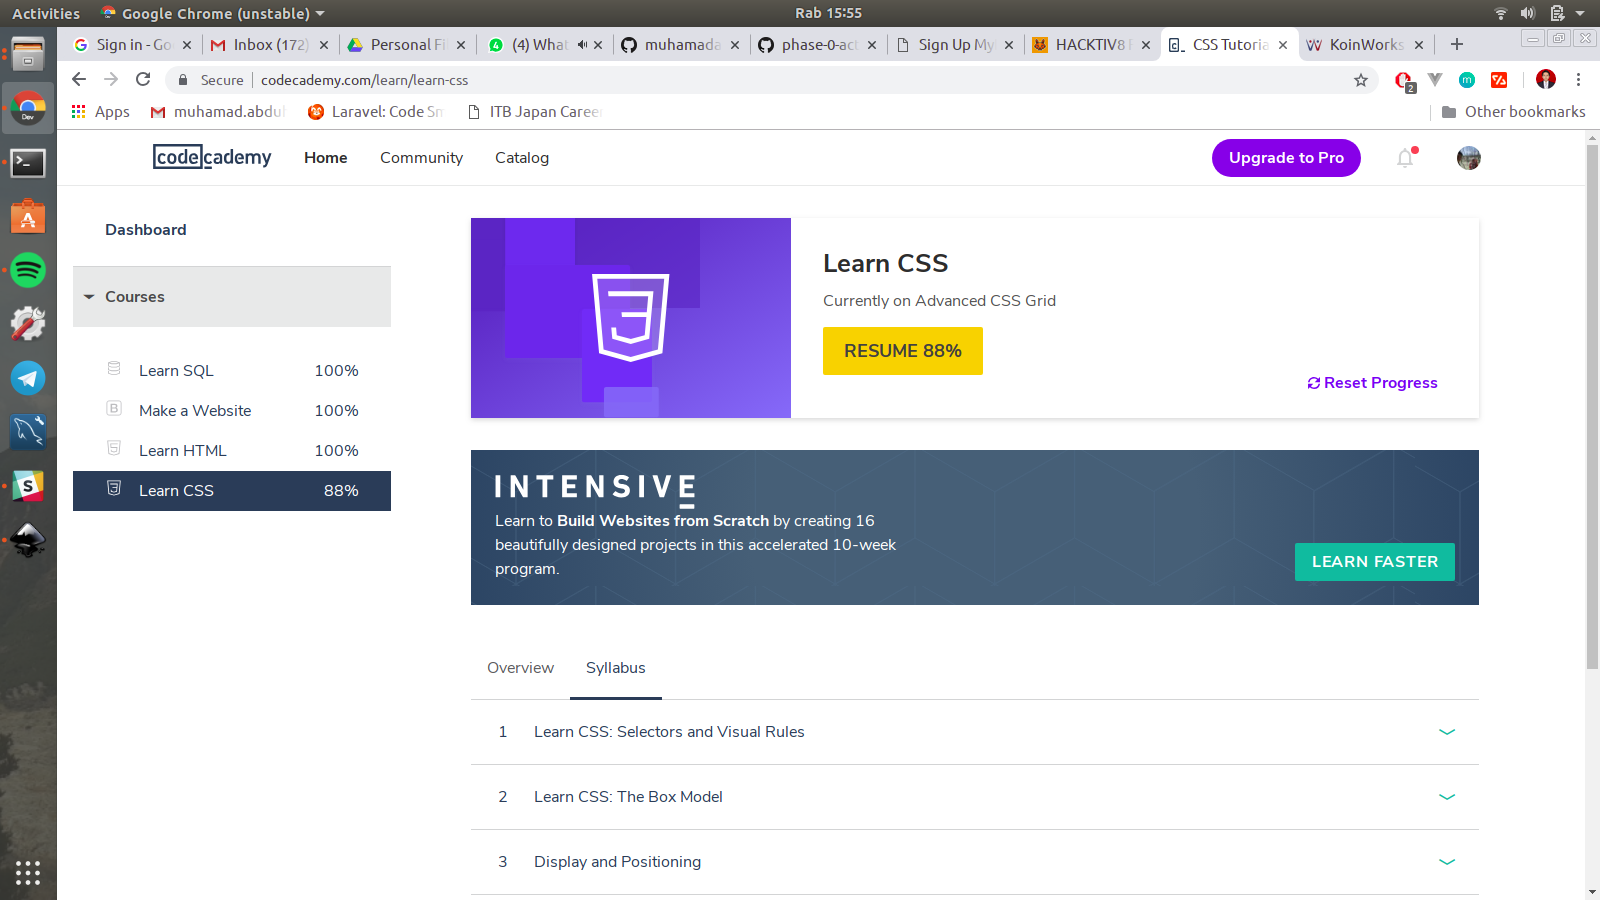 Activities
Google Chrome (unstable)
Rab 15:55
Sign in - Go
Inbox (172)
Personal Fi
(4) What
muhamada
phase-0-act
Sign Up My
HACKTIV8
CSS Tutoria
KoinWorks
Secure
codecademy.com/learn/learn-css
2
m
Apps
muhamad.abdul
Laravel: Code Sm
ITB Japan Career
Other bookmarks
Dev
codecademy
Home
Community
Catalog
Upgrade to Pro
Dashboard
Courses
Learn SQL 100%
Make a Website 100%
Learn HTML 100%
Learn CSS 88%
Learn CSS
Currently on Advanced CSS Grid
RESUME 88%
Reset Progress
INTENSIVE
Learn to Build Websites from Scratch by creating 16
beautifully designed projects in this accelerated 10-week
program.
LEARN FASTER
Overview
Syllabus
1 Learn CSS: Selectors and Visual Rules
2 Learn CSS: The Box Model
3 Display and Positioning